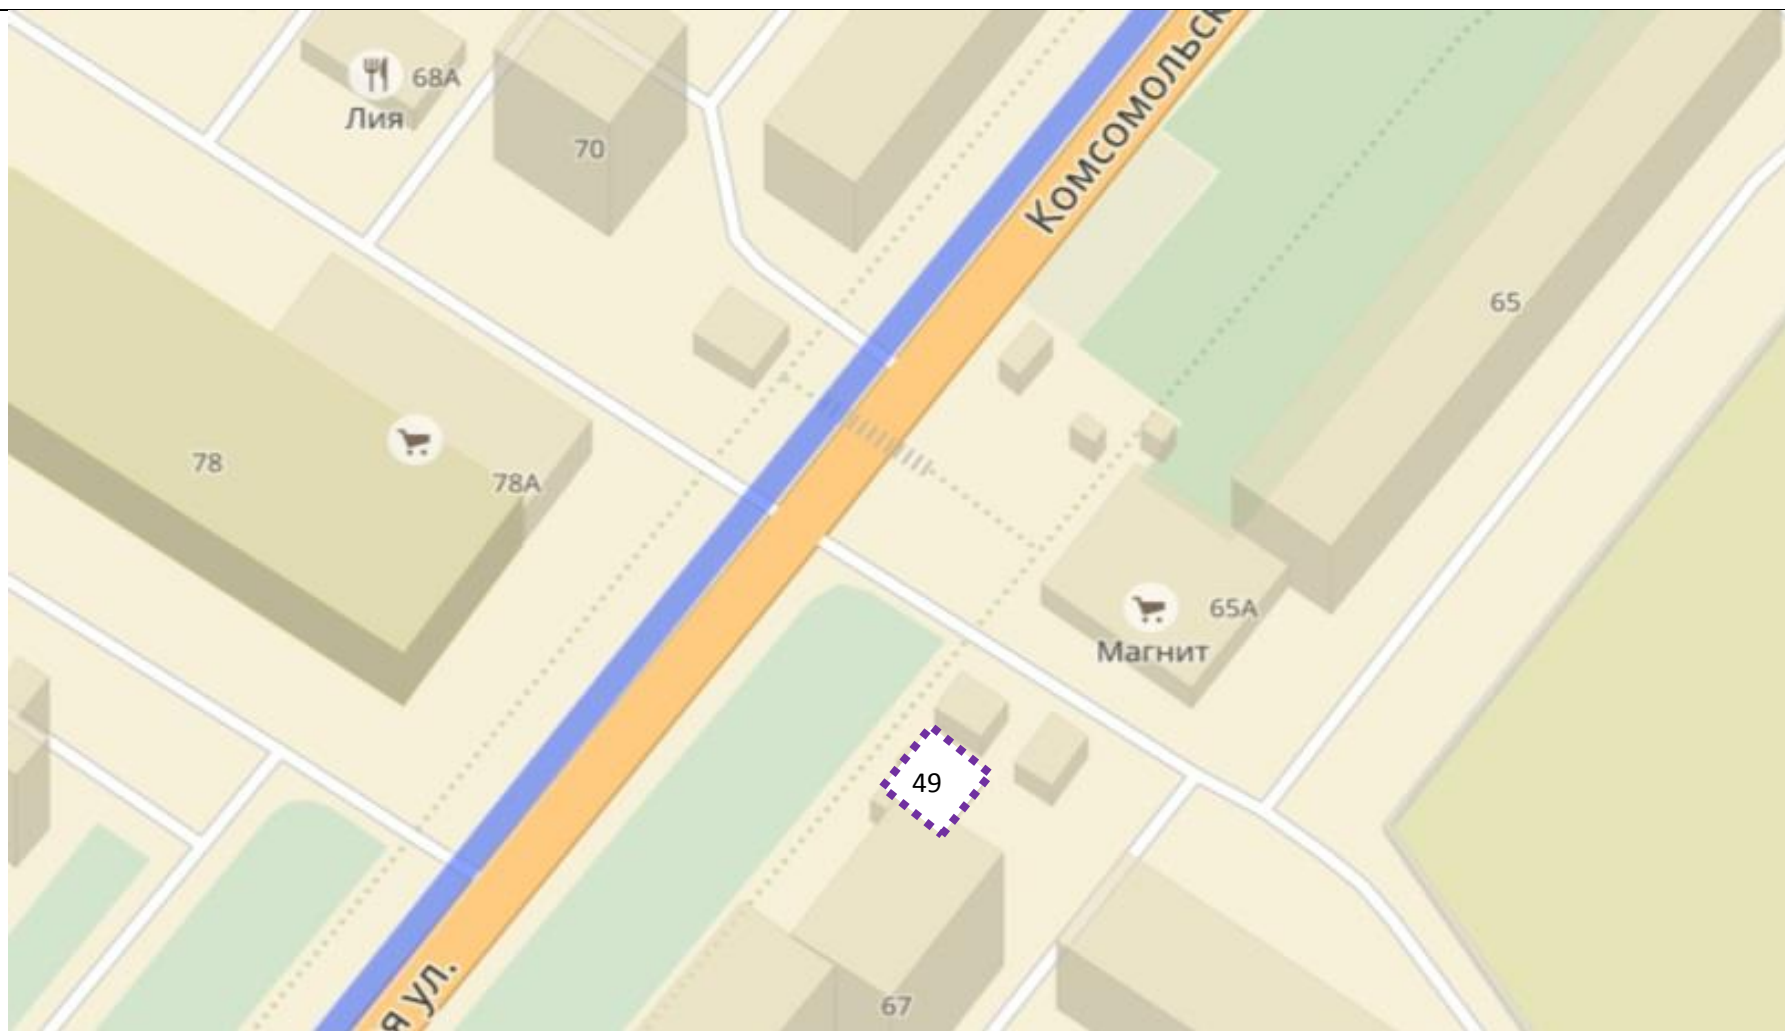 68А
Лия
70
Комсомольск
65
78
78А
65А
Магнит
49
я ул.
67